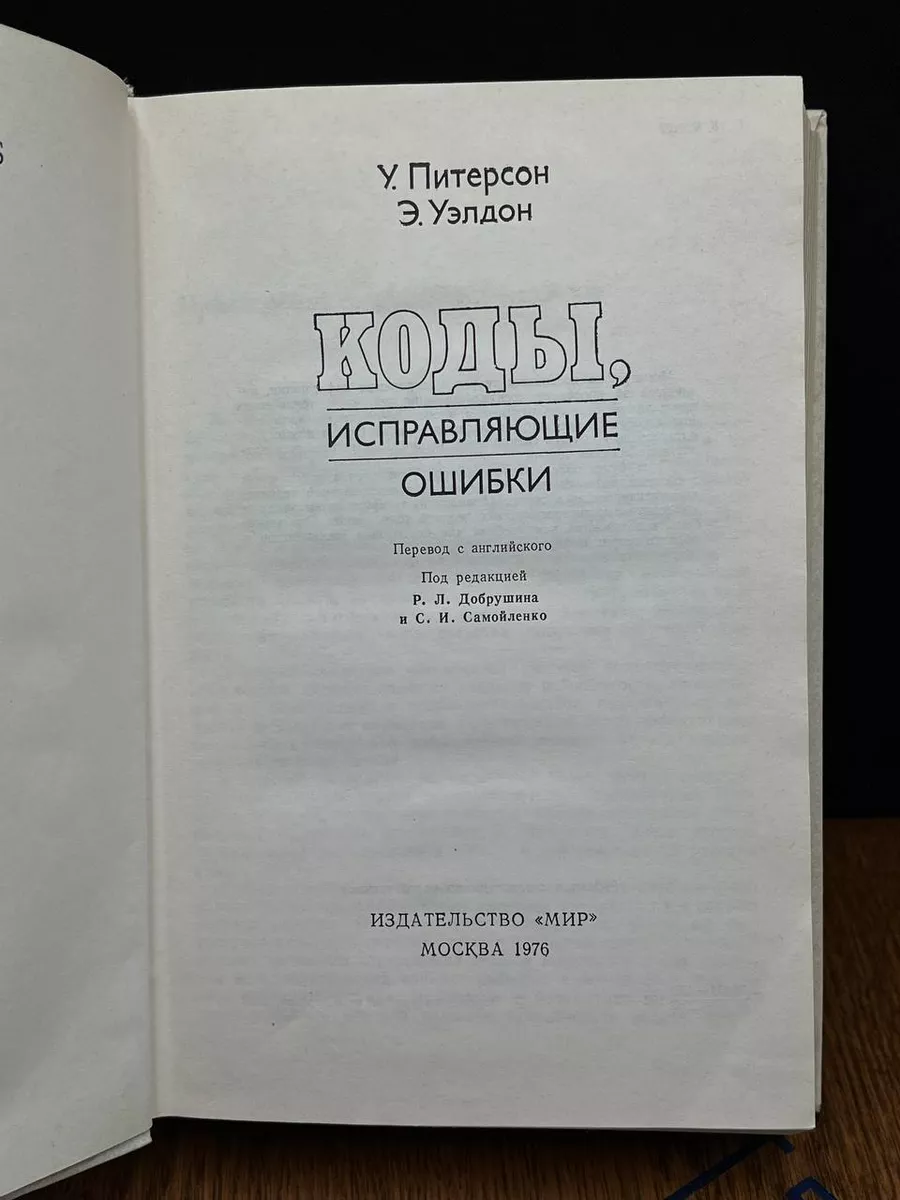 У. Питерсон
Э. Уэлдон
КОДЫ,
ИСПРАВЛЯЮЩИЕ
ОШИБКИ
Перевод с английского
Под редакцией
Р. Л. Добрушина
и С. И. Самойленко
ИЗДАТЕЛЬСТВО «МИР»
МОСКВА 1976